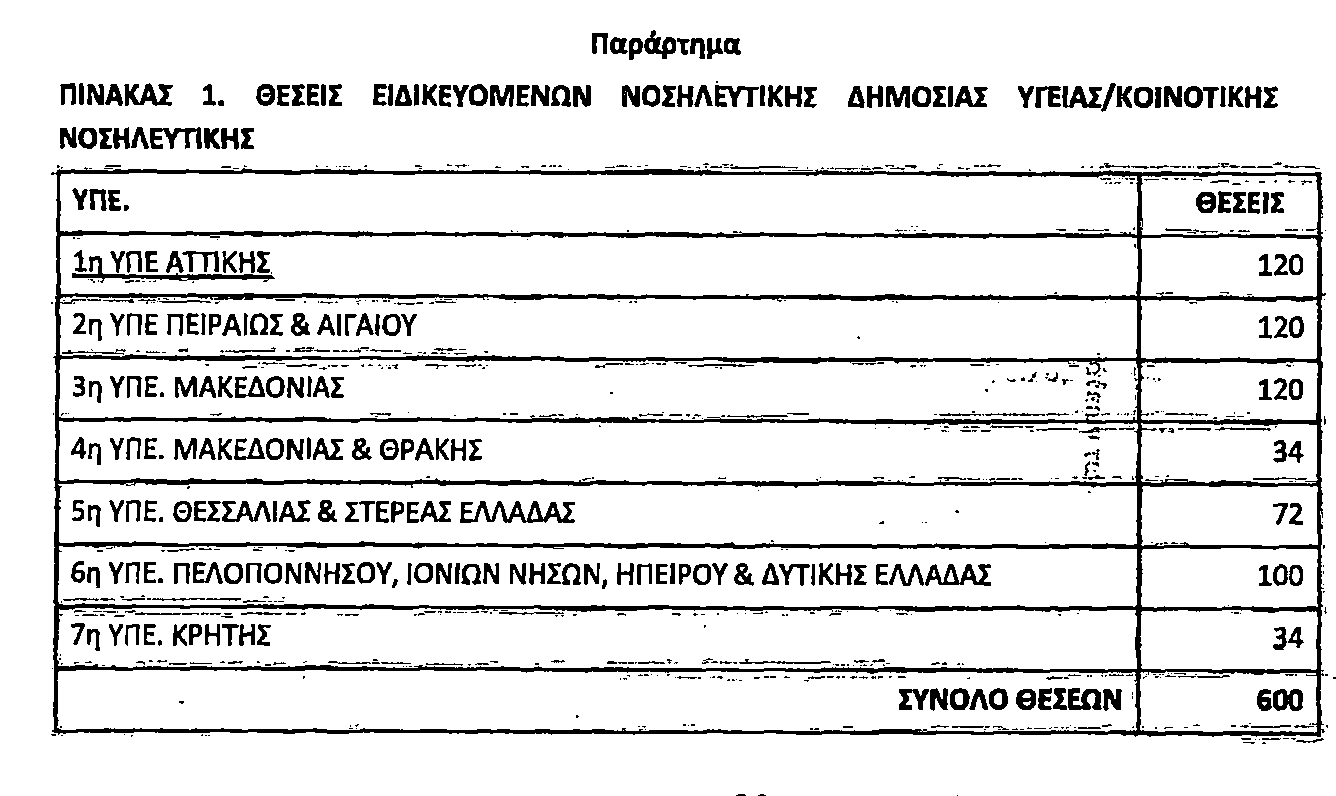 Παράρτημα
ΠΙΝΑΚΑΣ 1. ΘΕΣΕΙΣ ΕΙΔΙΚΕΥΟΜΕΝΩΝ ΝΟΣΗΛΕΥΤΙΚΗΣ ΔΗΜΟΣΙΑΣ ΥΓΕΙΑΣ/ΚΟΙΝΟΤΙΚΗΣ
ΝΟΣΗΛΕΥΤΙΚΗΣ
ΥΠΕ. ΘΕΣΕΙΣ
1η ΥΠΕ ΑΤΤΙΚΗΣ 120
2η ΥΠΕ ΠΕΙΡΑΙΩΣ & ΑΙΓΑΙΟΥ 120
3η ΥΠΕ. ΜΑΚΕΔΟΝΙΑΣ 120
4η ΥΠΕ. ΜΑΚΕΔΟΝΙΑΣ & ΘΡΑΚΗΣ 34
5η ΥΠΕ. ΘΕΣΣΑΛΙΑΣ & ΣΤΕΡΕΑΣ ΕΛΛΑΔΑΣ 72
6η ΥΠΕ. ΠΕΛΟΠΟΝΝΗΣΟΥ, ΙΟΝΙΩΝ ΝΗΣΩΝ, ΗΠΕΙΡΟΥ & ΔΥΤΙΚΗΣ ΕΛΛΑΔΑΣ 100
7η ΥΠΕ. ΚΡΗΤΗΣ 34
ΣΥΝΟΛΟ ΘΕΣΕΩΝ 600